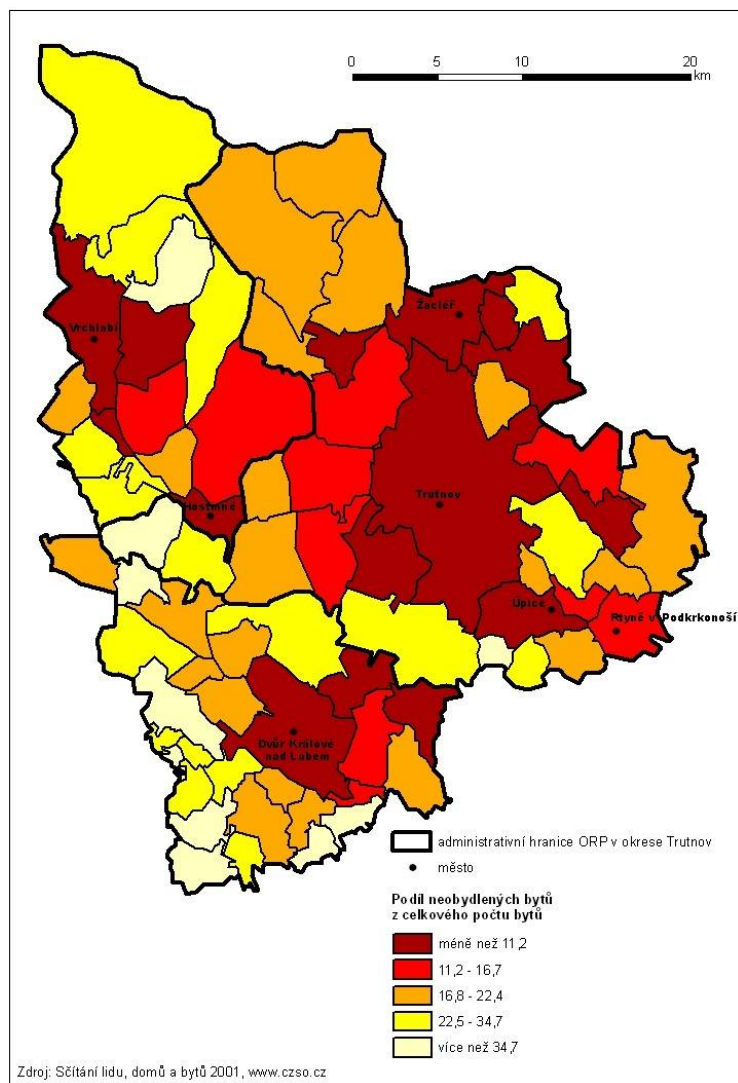 0 5 10 20
km
Žacléř
Vrchlabí
Trutnov
Hostinné
Úpice
Rtyně v Podkrkonoší
Dvůr Králové
nad Labem
administrativní hranice ORP v okrese Trutnov
město
Podíl neobydlených bytů
z celkového počtu bytů
méně než 11,2
11,2 - 16,7
16,8 - 22,4
22,5 - 34,7
více než 34,7
Zdroj: Sčítání lidu, domů a bytů 2001, www.czso.cz